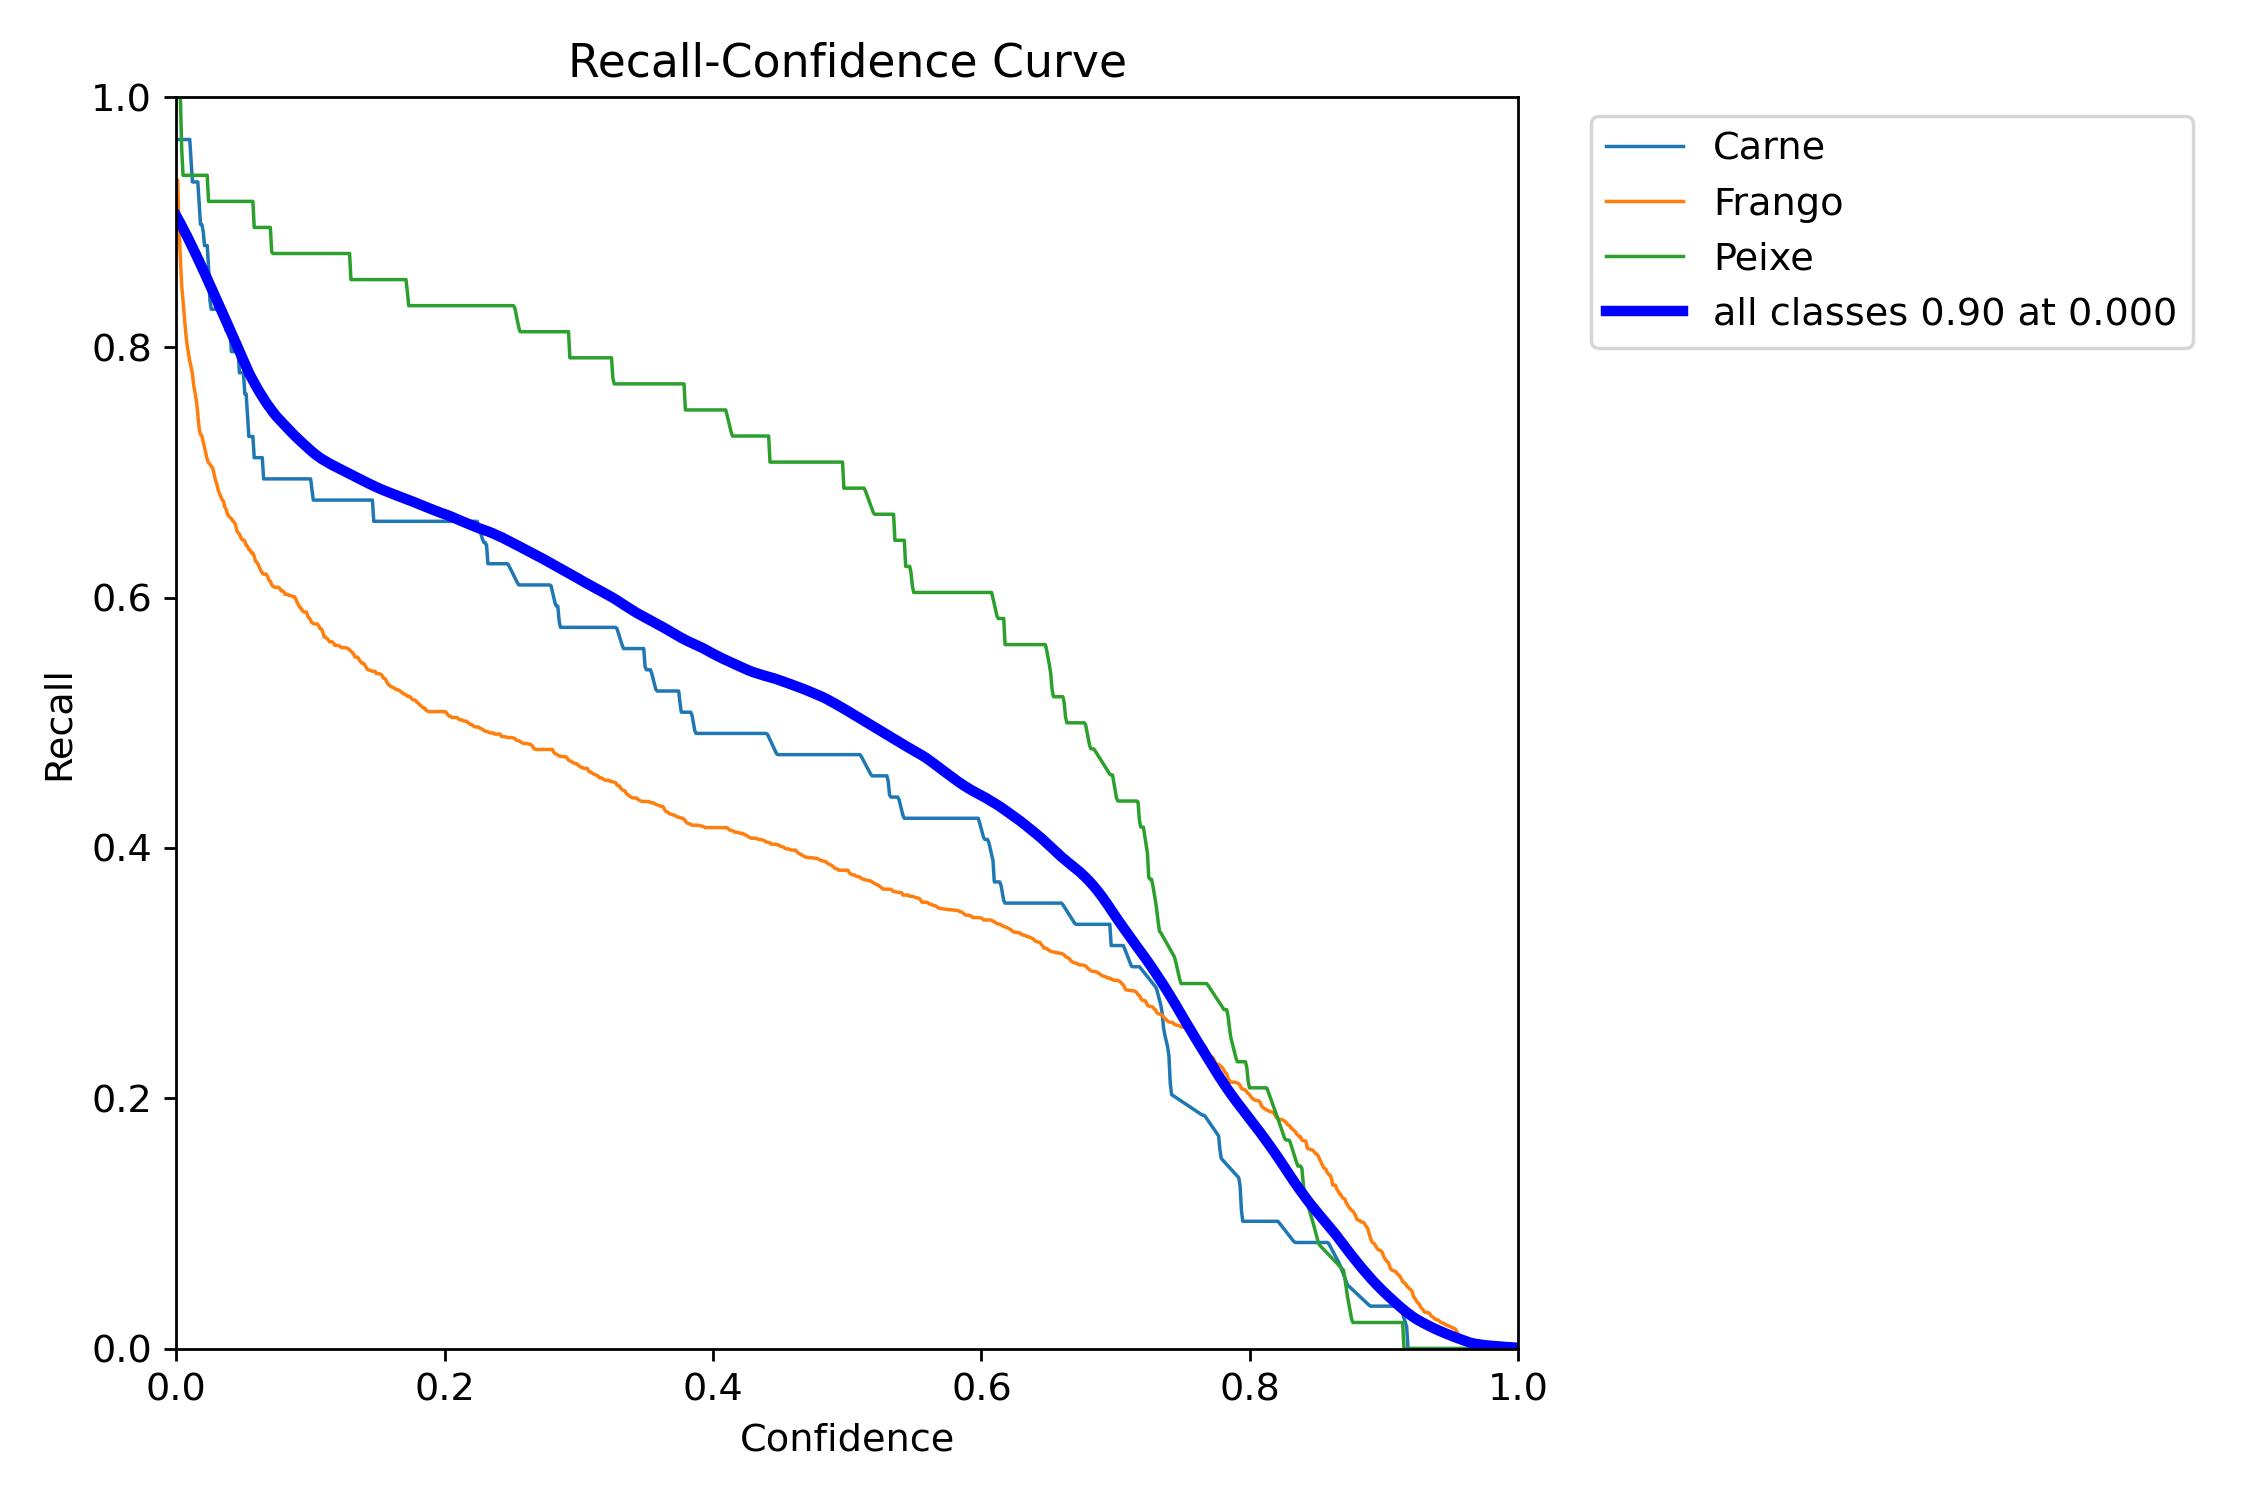 Recall-Confidence Curve
1.0
0.8
0.6
0.4
0.2
0.0
Recall
0.0 0.2 0.4 0.6 0.8 1.0
Confidence
Carne
Frango
Peixe
all classes 0.90 at 0.000